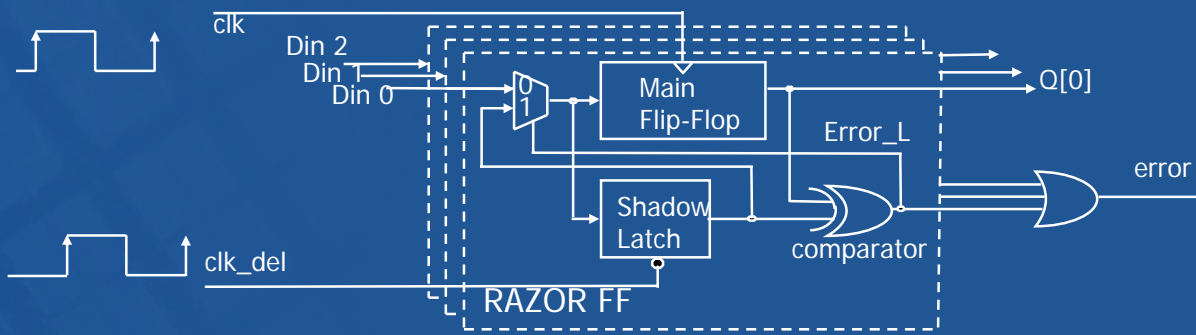 clk
Din 2
Din 1
Din 0
0
1
Main
Flip-Flop
Q[0]
Error_L
error
Shadow
Latch
comparator
clk_del
RAZOR FF